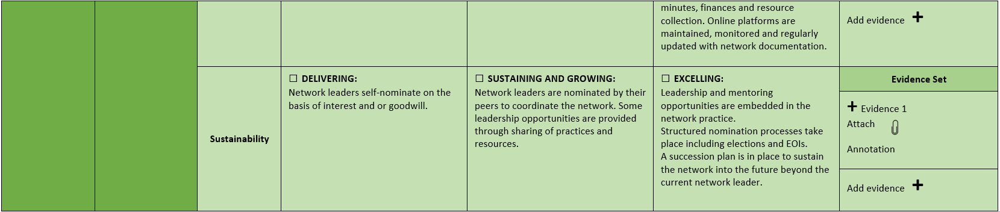 minutes, finances and resource
collection. Online platforms are
maintained, monitored and regularly
updated with network documentation.
Add evidence +
Sustainability
☐ DELIVERING:
Network leaders self-nominate on the
basis of interest and or goodwill.
☐ SUSTAINING AND GROWING:
Network leaders are nominated by their
peers to coordinate the network. Some
leadership opportunities are provided
through sharing of practices and
resources.
☐ EXCELLING:
Leadership and mentoring
opportunities are embedded in the
network practice.
Structured nomination processes take
place including elections and EOIs.
A succession plan is in place to sustain
the network into the future beyond the
current network leader.
Evidence Set
+ Evidence 1
Attach
Annotation
Add evidence +